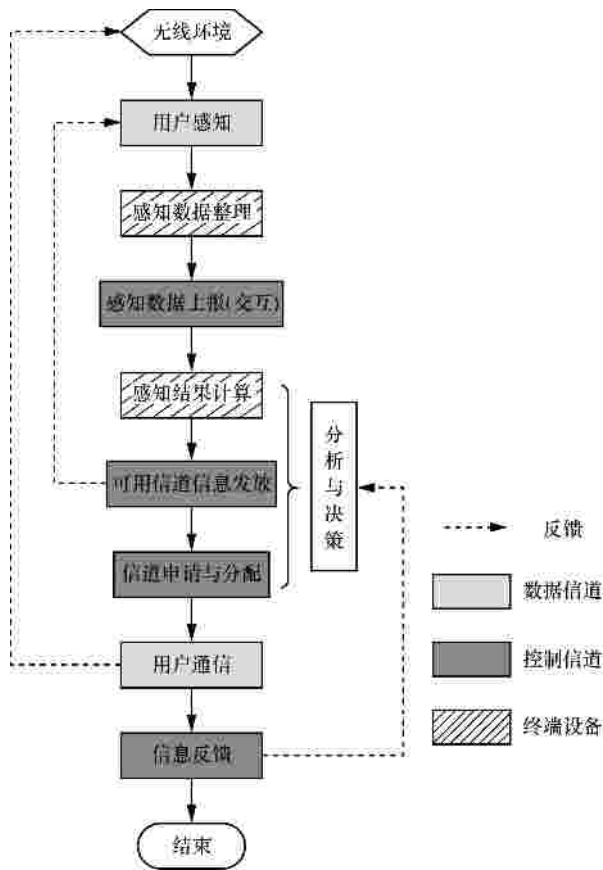 无线环境
用户感知
感知数据整理
感知数据上报(交互)
感知结果计算
可用信道信息发放
信道申请与分配
分析与决策
用户通信
信息反馈
结束
反馈
数据信道
控制信道
终端设备